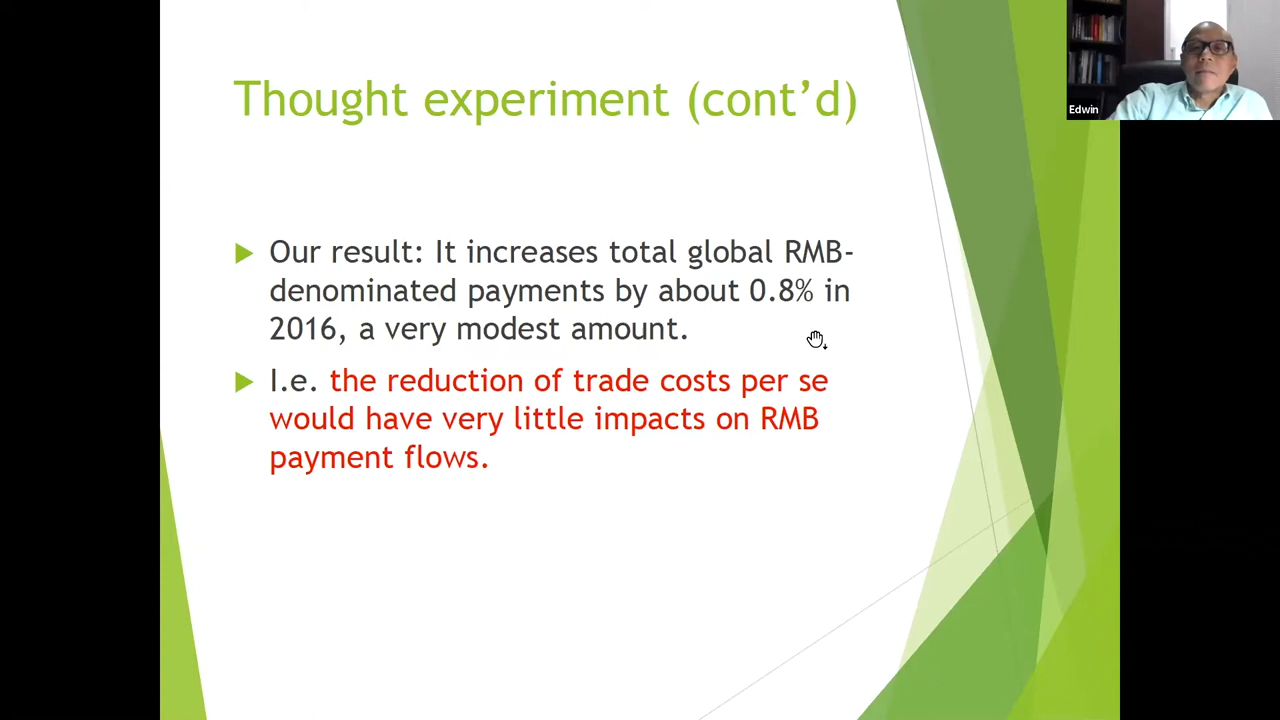 Thought experiment (cont’d)
Edwin
Our result: It increases total global RMB-
denominated payments by about 0.8% in
2016, a very modest amount.
I.e. the reduction of trade costs per se
would have very little impacts on RMB
payment flows.